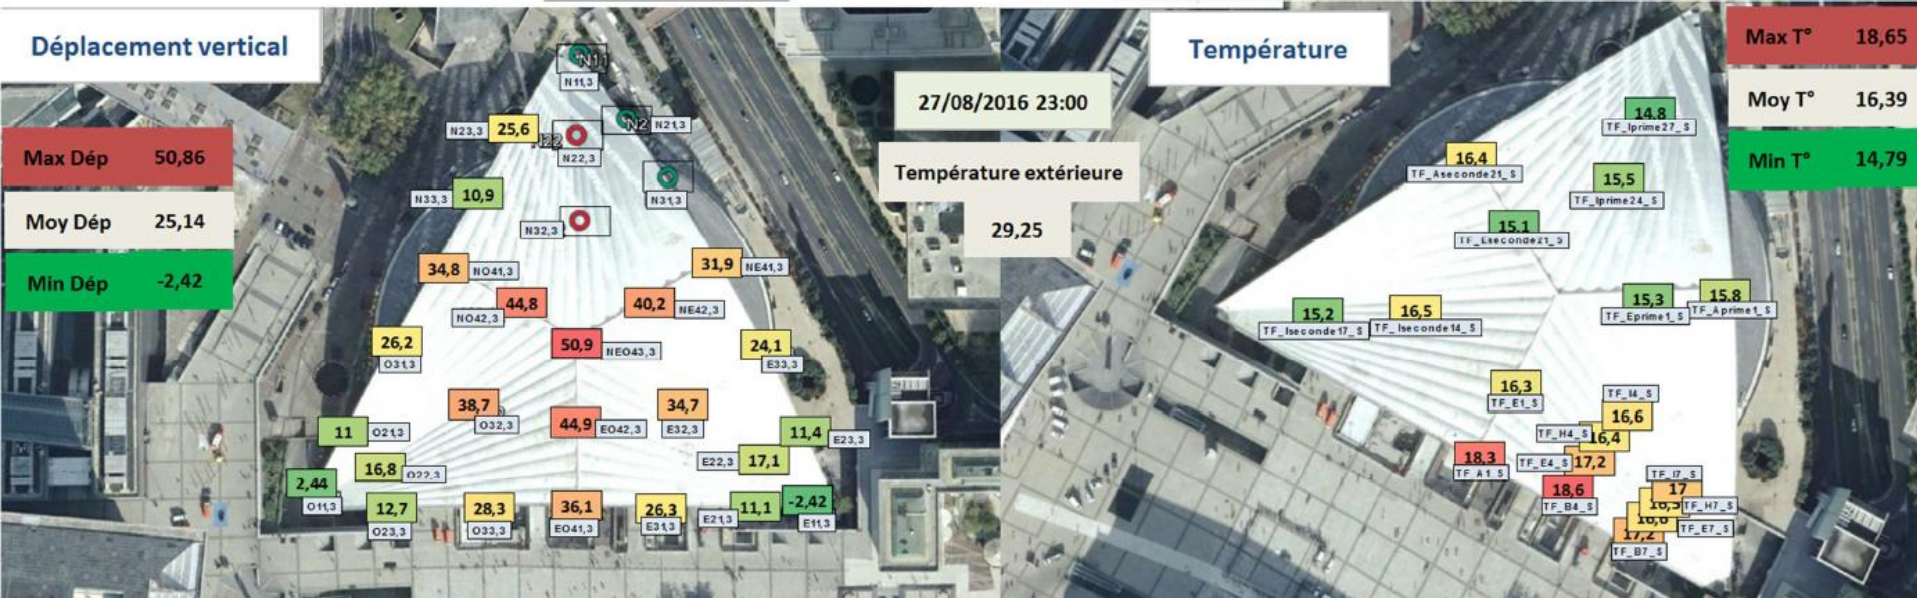 Déplacement vertical
Max Dép 50,86
Moy Dép 25,14
Min Dép -2,42
N11
N11,3
N23,3 25,6
N22
N22,3
N2
N21,3
N33,3 10,9
N31,3
N32,3
34,8 NO41,3
31,9 NE41,3
44,8
NO42,3
40,2 NE42,3
26,2
O31,3
50,9 NEO43,3
24,1
E33,3
38,7
O32,3
44,9 EO42,3
34,7
E32,3
11 O21,3
11,4 E23,3
16,8 O22,3
E22,3 17,1
2,44
O11,3
12,7
O23,3
28,3
O33,3
36,1
EO41,3
26,3
E31,3
E21,3 11,1
-2,42
E11,3
27/08/2016 23:00
Température extérieure
29,25
Température
Max T° 18,65
Moy T° 16,39
Min T° 14,79
14,8
TF_Iprime27_S
16,4
TF_Aseconde21_S
15,5
TF_Iprime24_S
15,1
TF_Eseconde21_S
15,2
TF_Iseconde17_S
16,5
TF_Iseconde14_S
15,3
TF_Eprime1_S
15,8
TF_Aprime1_S
16,3
TF_E1_S
TF_I4_S
16,6
TF_H4_S 16,4
18,3
TF_A1_S
TF_E4_S 17,2
18,6
TF_B4_S
TF_I7_S
17
16,5 TF_H7_S
TF_E7_S
17,2
TF_B7_S